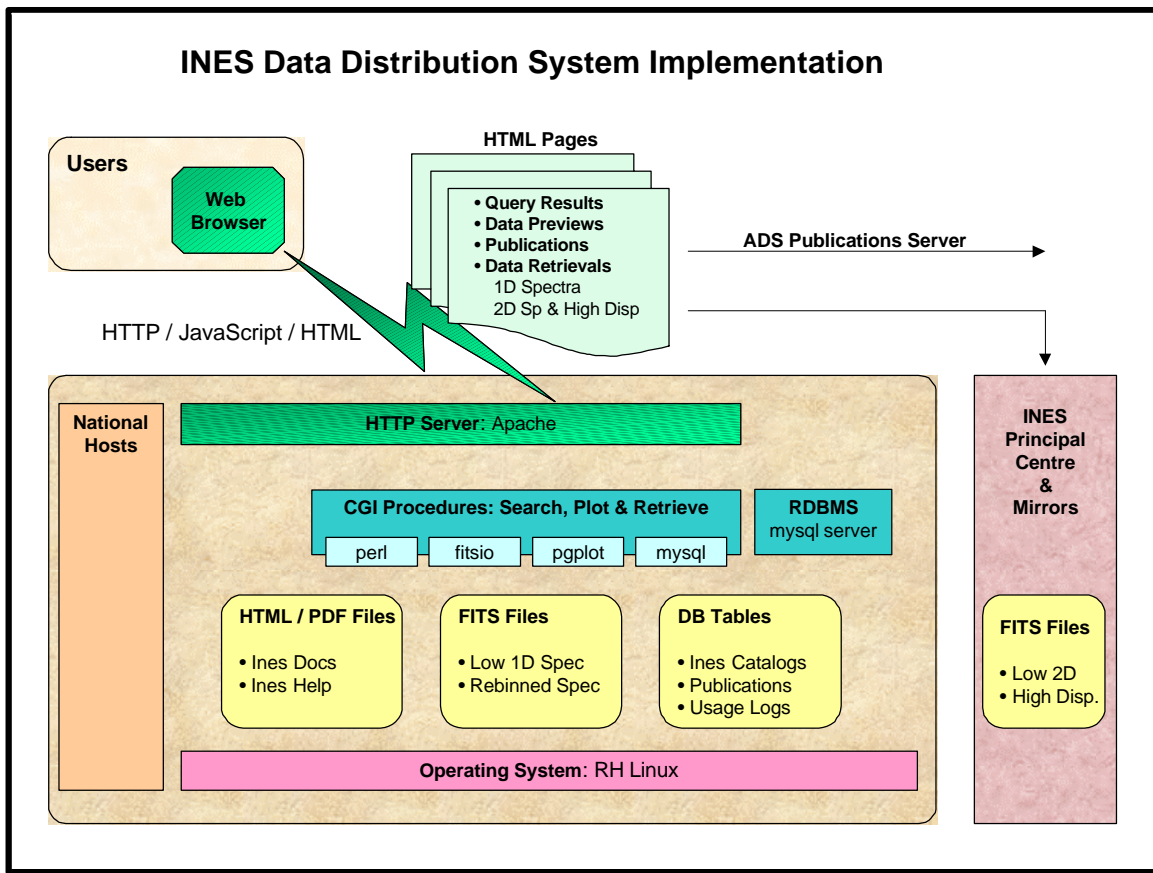 INES Data Distribution System Implementation
Users
Web
Browser
HTML Pages
• Query Results
• Data Previews
• Publications
• Data Retrievals
1D Spectra
2D Sp & High Disp
ADS Publications Server
HTTP / JavaScript / HTML
National
Hosts
HTTP Server: Apache
CGI Procedures: Search, Plot & Retrieve
perl
fitsio
pgplot
mysql
RDBMS
mysql server
HTML / PDF Files
• Ines Docs
• Ines Help
FITS Files
• Low 1D Spec
• Rebinned Spec
DB Tables
• Ines Catalogs
• Publications
• Usage Logs
Operating System: RH Linux
INES
Principal
Centre
&
Mirrors
FITS Files
• Low 2D
• High Disp.